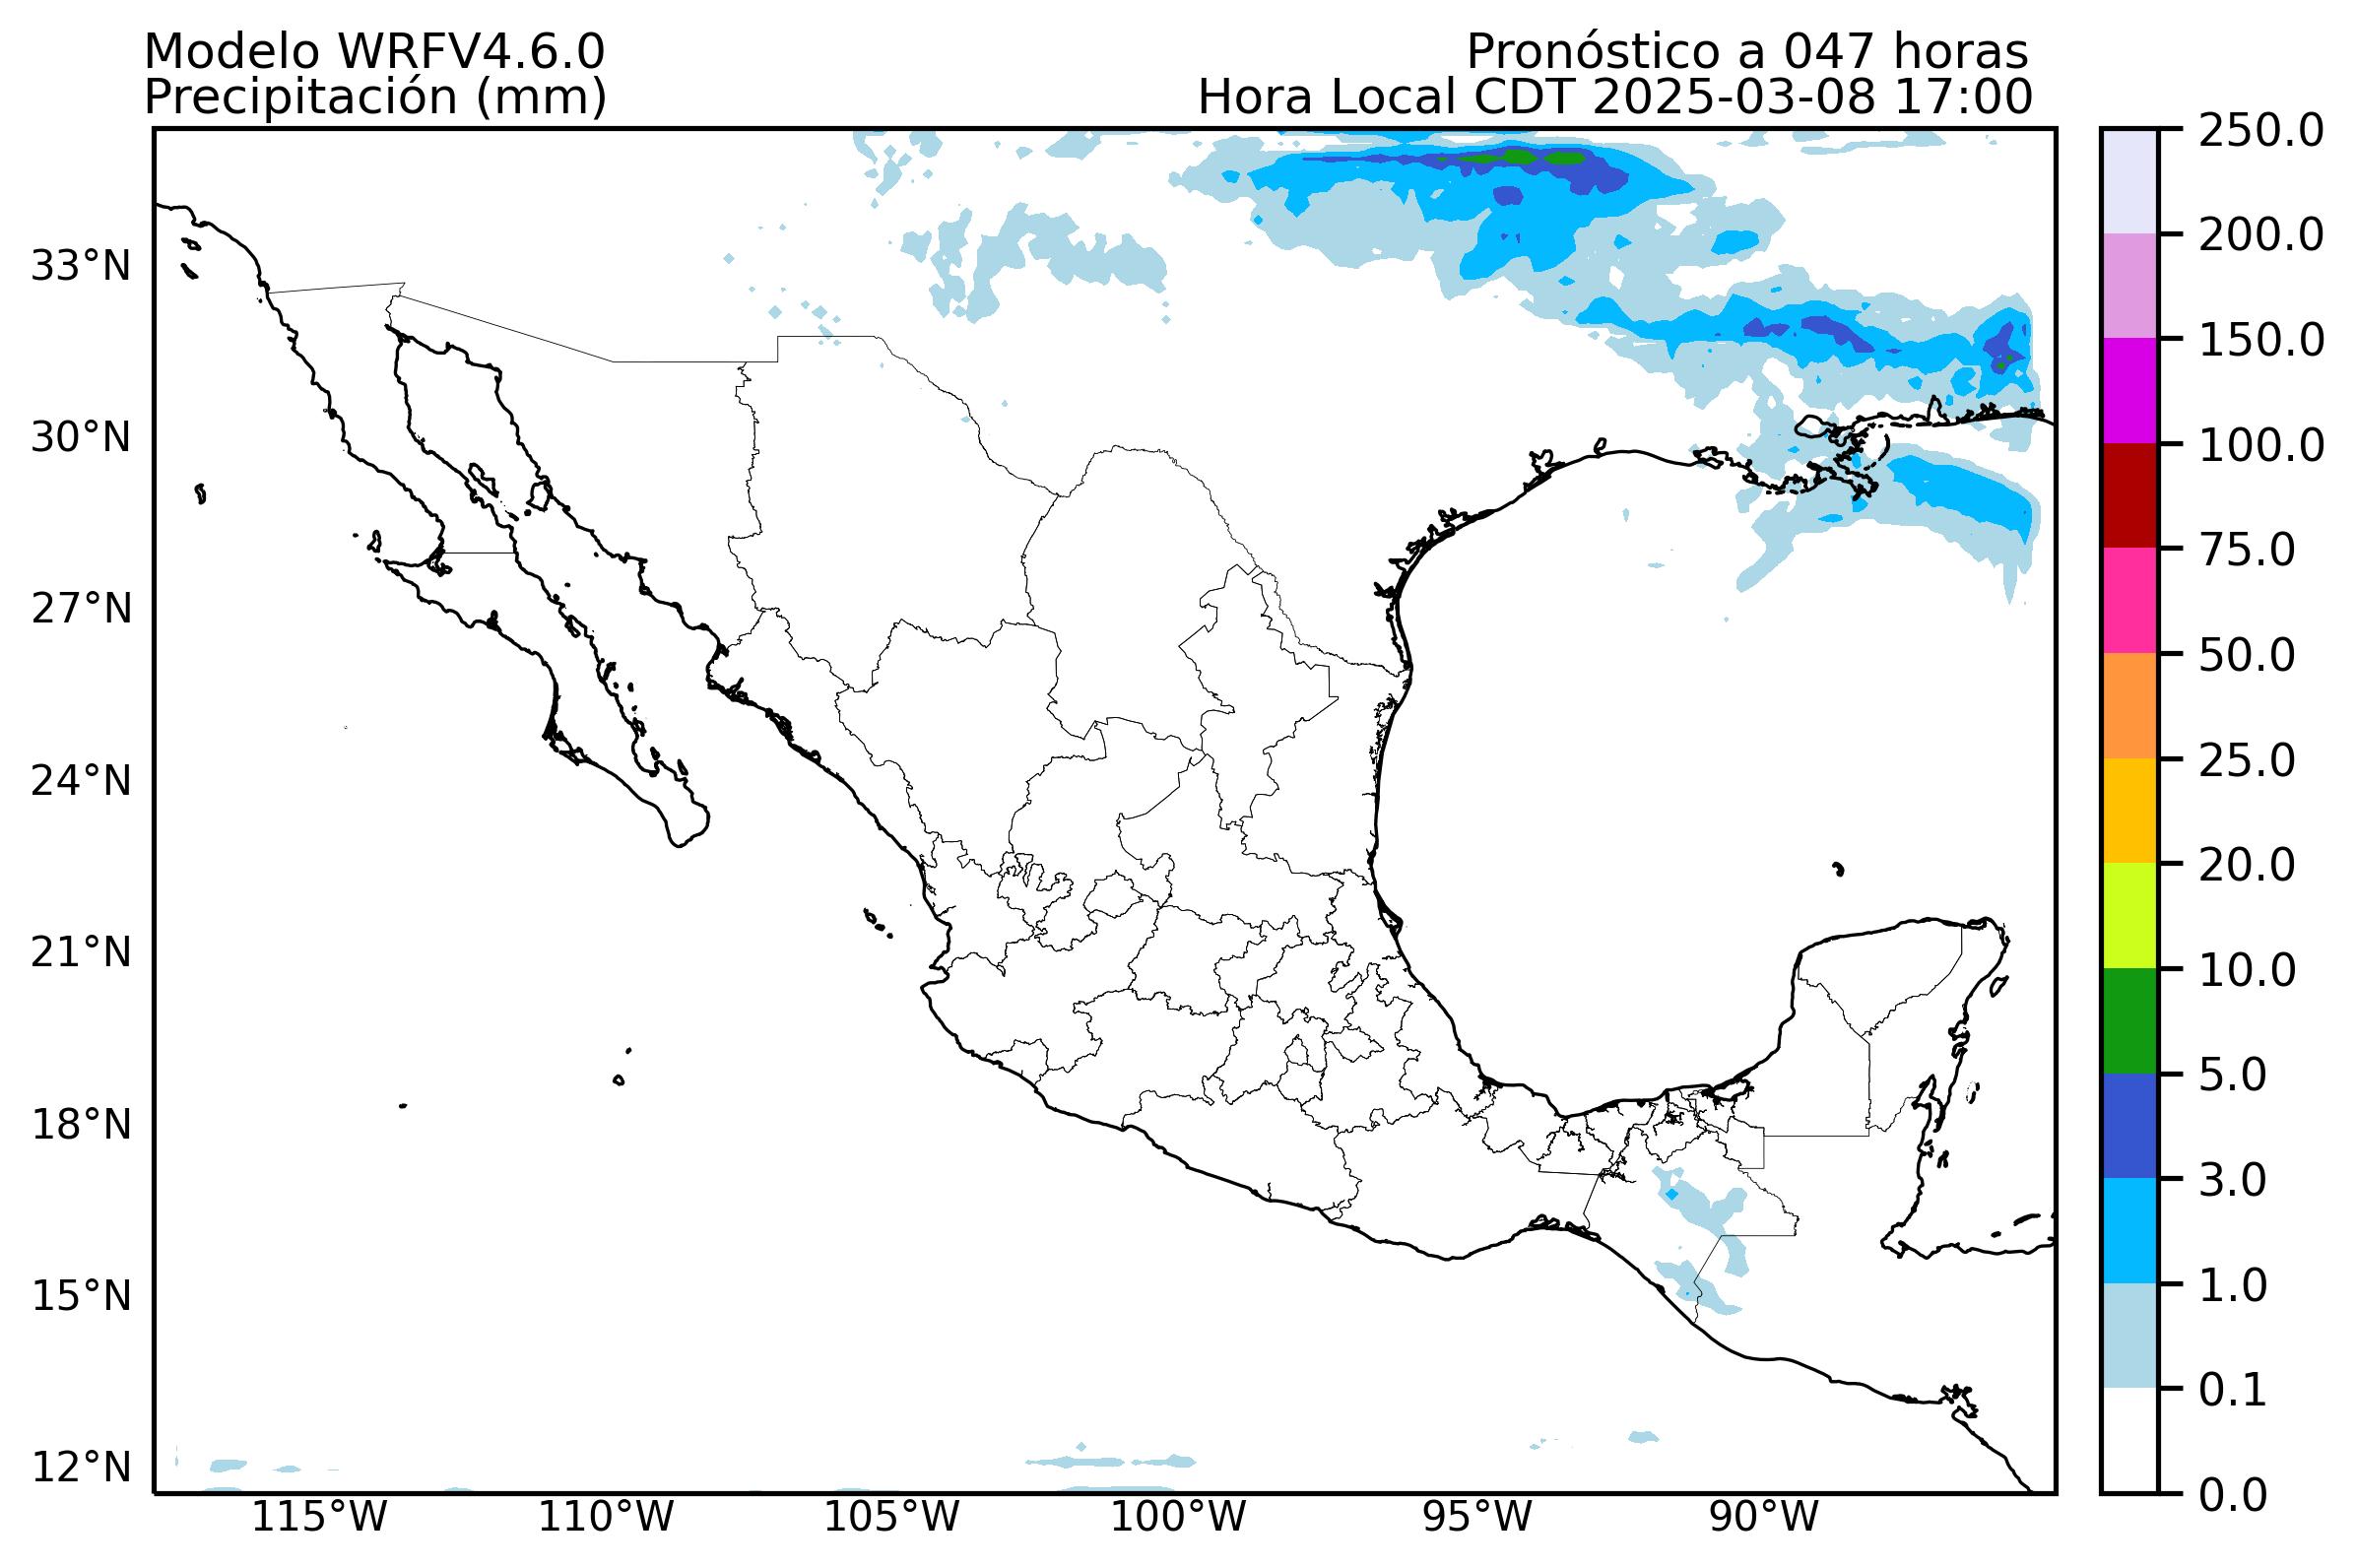 Modelo WRFV4.6.0
Precipitación (mm)
Pronóstico a 047 horas
Hora Local CDT 2025-03-08 17:00
33°N
30°N
27°N
24°N
21°N
18°N
15°N
12°N
115°W
110°W
105°W
100°W
95°W
90°W
250.0
200.0
150.0
100.0
75.0
50.0
25.0
20.0
10.0
5.0
3.0
1.0
0.1
0.0